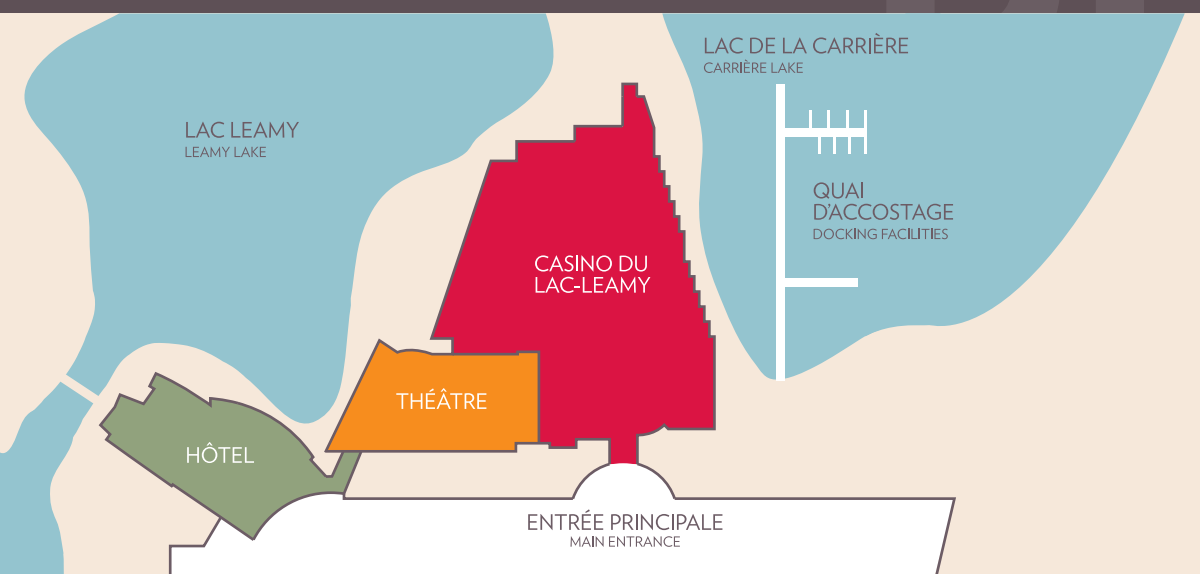 LAC LEAMY
LEAMY LAKE
LAC DE LA CARRIÈRE
CARRIÈRE LAKE
QUAI
D'ACCOSTAGE
DOCKING FACILITIES
CASINO DU
LAC-LEAMY
THÉÂTRE
HÔTEL
ENTRÉE PRINCIPALE
MAIN ENTRANCE